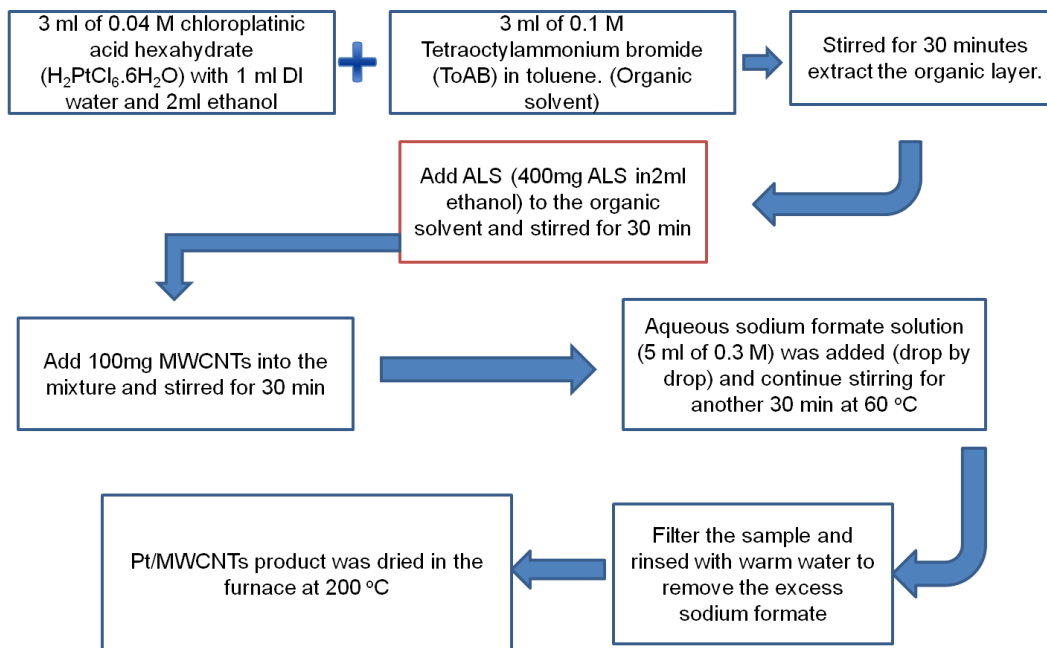 3 ml of 0.04 M chloroplatinic
acid hexahydrate
(H₂PtCl₆.6H₂O) with 1 ml DI
water and 2ml ethanol
3 ml of 0.1 M
Tetraoctylammonium bromide
(ToAB) in toluene. (Organic
solvent)
Stirred for 30 minutes
extract the organic layer.
Add ALS (400mg ALS in2ml
ethanol) to the organic
solvent and stirred for 30 min
Add 100mg MWCNTs into the
mixture and stirred for 30 min
Aqueous sodium formate solution
(5 ml of 0.3 M) was added (drop by
drop) and continue stirring for
another 30 min at 60 °C
Filter the sample and
rinsed with warm water to
remove the excess
sodium formate
Pt/MWCNTs product was dried in the
furnace at 200 °C